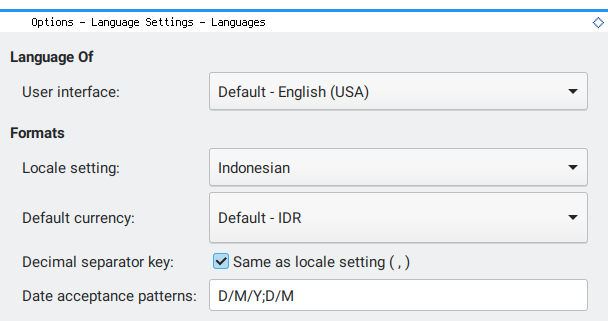 Options - Language Settings - Languages
Language Of
User interface: Default - English (USA)
Formats
Locale setting: Indonesian
Default currency: Default - IDR
Decimal separator key: Same as locale setting ( , )
Date acceptance patterns: D/M/Y;D/M